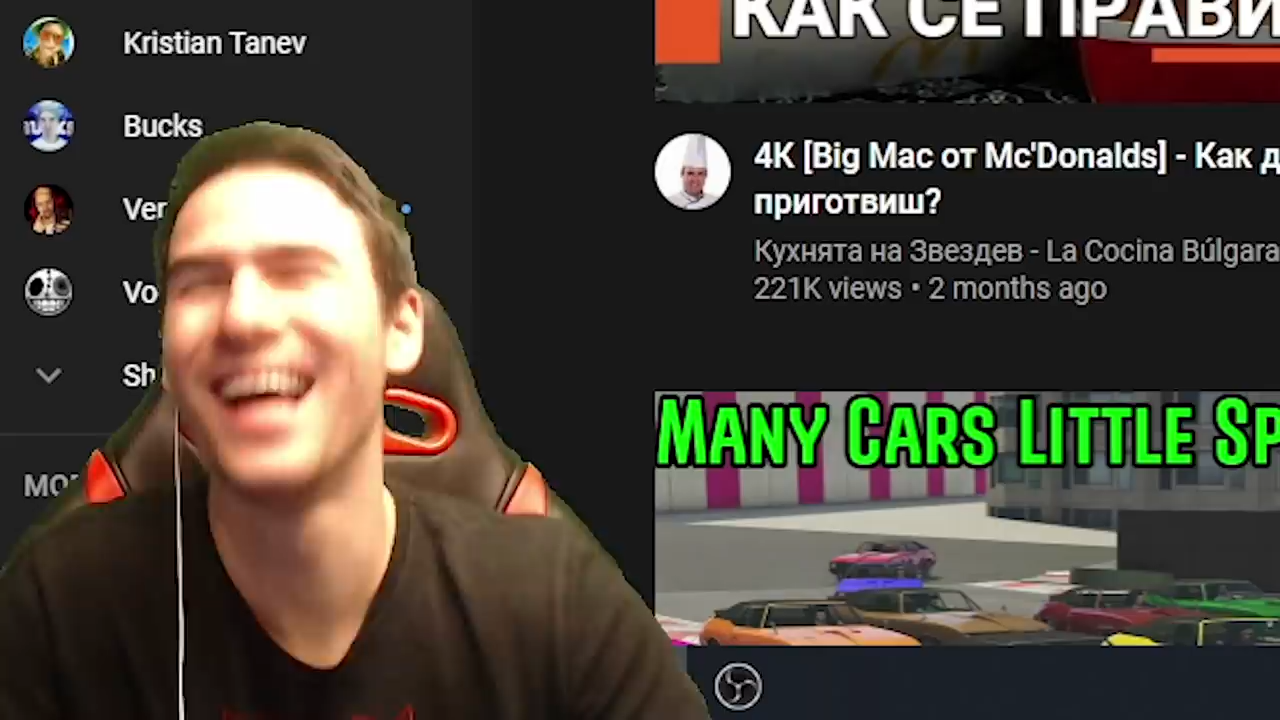 Kristian Tanev
Bucks
КАК СЕ ПРАВИ
4K [Big Mac от Mc'Donalds] - Как д
приготвиш?
Кухнята на Звездев - La Cocina Búlgara
221K views • 2 months ago
MANY CARS LITTLE SP